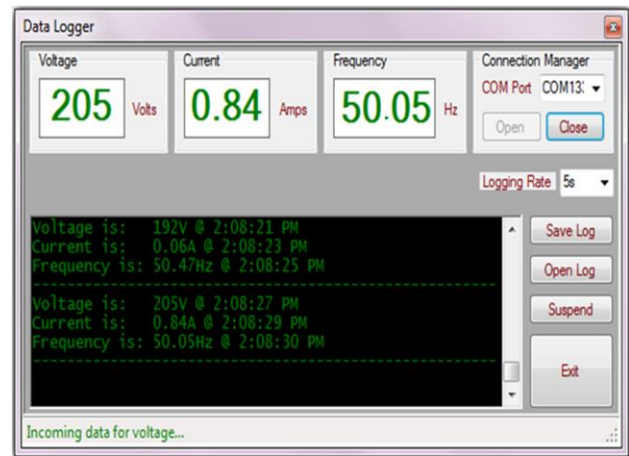 Data Logger
Voltage
205 Volts
Current
0.84 Amps
Frequency
50.05 Hz
Connection Manager
COM Port COM13:
Open Close
Logging Rate 5s
Voltage is: 192V @ 2:08:21 PM
Current is: 0.06A @ 2:08:23 PM
Frequency is: 50.47Hz @ 2:08:25 PM
Voltage is: 205V @ 2:08:27 PM
Current is: 0.84A @ 2:08:29 PM
Frequency is: 50.05Hz @ 2:08:30 PM
Save Log
Open Log
Suspend
Exit
Incoming data for voltage...